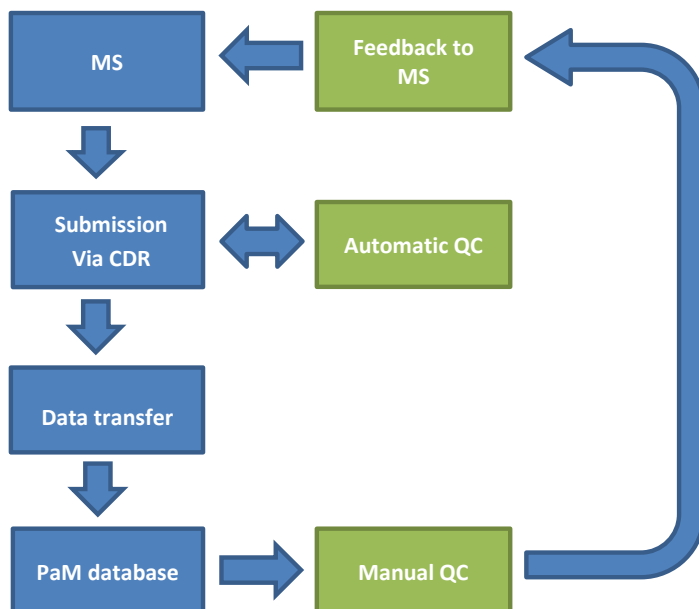 MS
Feedback to
MS
Submission
Via CDR
Automatic QC
Data transfer
PaM database
Manual QC